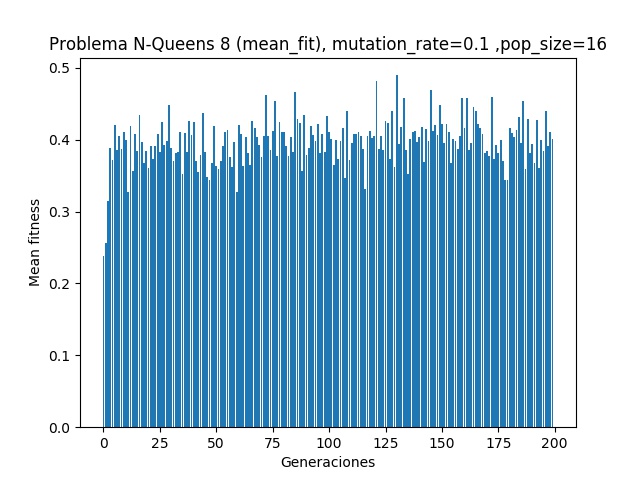 Problema N-Queens 8 (mean_fit), mutation_rate=0.1 ,pop_size=16
0.5
0.4
0.3
0.2
0.1
0.0
Mean fitness
0 25 50 75 100 125 150 175 200
Generaciones